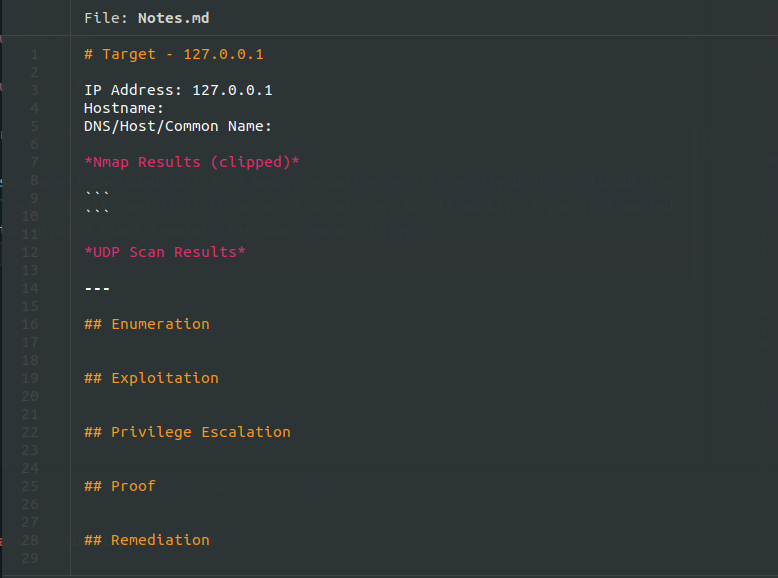 File: Notes.md
1 # Target - 127.0.0.1
2
3 IP Address: 127.0.0.1
4 Hostname:
5 DNS/Host/Common Name:
6
7 *Nmap Results (clipped)*
8
9 ```
10 ```
11
12 *UDP Scan Results*
13
14 ---
15
16 ## Enumeration
17
18
19 ## Exploitation
20
21
22 ## Privilege Escalation
23
24
25 ## Proof
26
27
28 ## Remediation
29